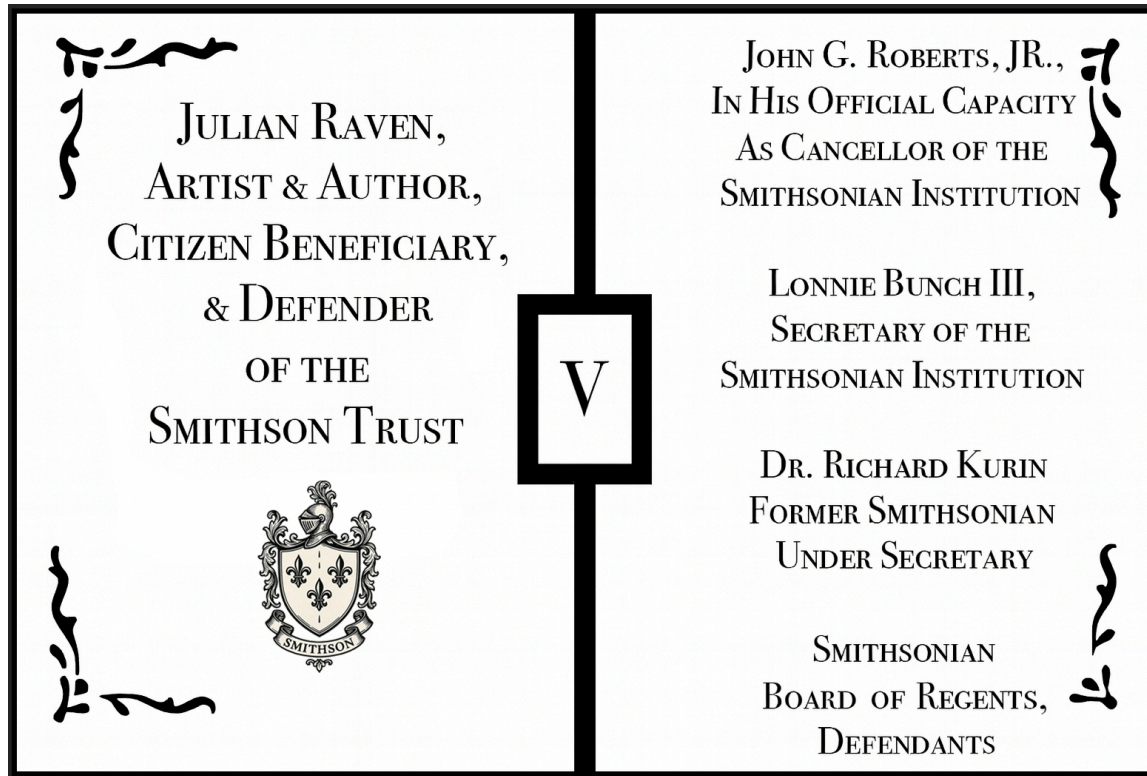 Julian Raven,
Artist & Author,
Citizen Beneficiary,
& Defender
of the
Smithson Trust
SMITHSON
V
John G. Roberts, JR.,
In His Official Capacity
As Cancellor of the
Smithsonian Institution
Lonnie Bunch III,
Secretary of the
Smithsonian Institution
Dr. Richard Kurin
Former Smithsonian
Under Secretary
Smithsonian
Board of Regents,
Defendants